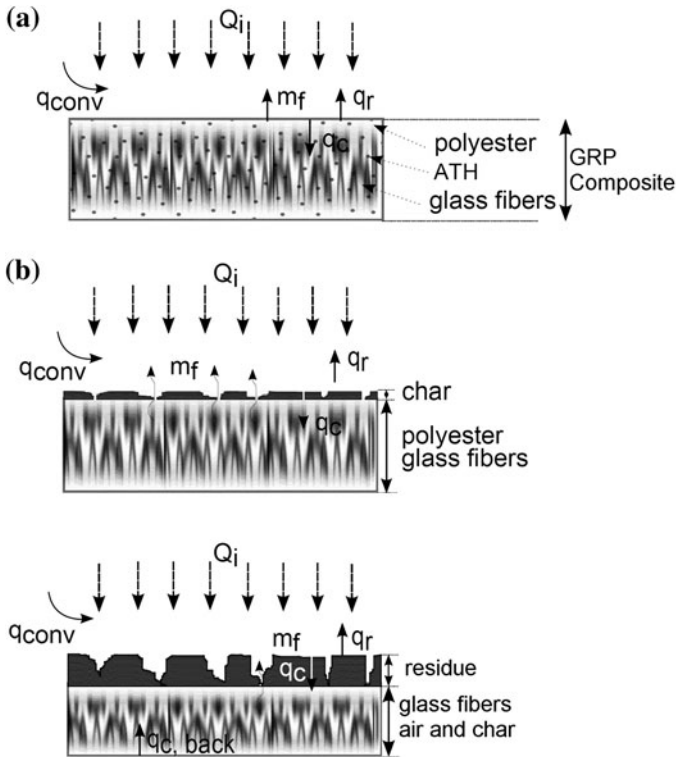 (a)
Qi
qconv
mf
qr
qc
polyester
ATH
glass fibers
GRP
Composite
(b)
Qi
qconv
mf
qr
char
qc
polyester
glass fibers
Qi
qconv
mf
qr
qc
residue
glass fibers
air and char
qc, back